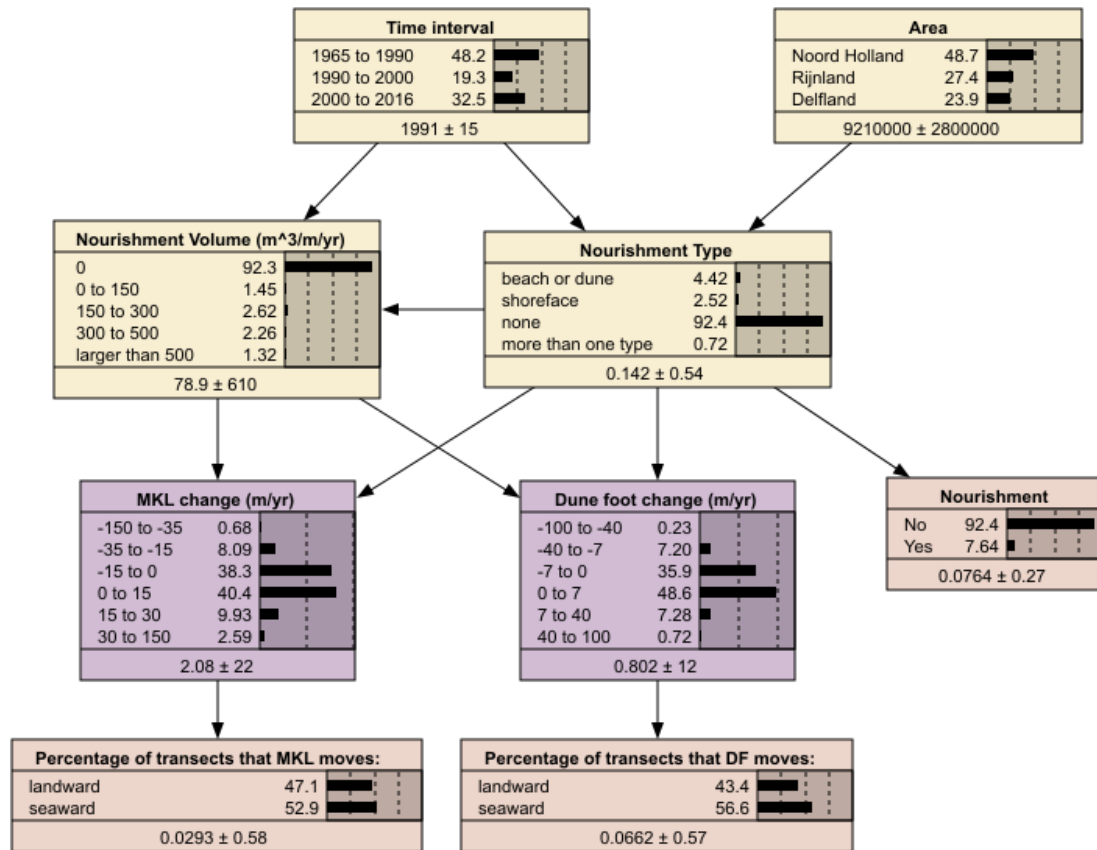 Time interval
1965 to 1990 48.2
1990 to 2000 19.3
2000 to 2016 32.5
1991 ± 15
Area
Noord Holland 48.7
Rijnland 27.4
Delfland 23.9
9210000 ± 2800000
Nourishment Volume (m^3/m/yr)
0 92.3
0 to 150 1.45
150 to 300 2.62
300 to 500 2.26
larger than 500 1.32
78.9 ± 610
Nourishment Type
beach or dune 4.42
shoreface 2.52
none 92.4
more than one type 0.72
0.142 ± 0.54
MKL change (m/yr)
-150 to -35 0.68
-35 to -15 8.09
-15 to 0 38.3
0 to 15 40.4
15 to 30 9.93
30 to 150 2.59
2.08 ± 22
Dune foot change (m/yr)
-100 to -40 0.23
-40 to -7 7.20
-7 to 0 35.9
0 to 7 48.6
7 to 40 7.28
40 to 100 0.72
0.802 ± 12
Nourishment
No 92.4
Yes 7.64
0.0764 ± 0.27
Percentage of transects that MKL moves:
landward 47.1
seaward 52.9
0.0293 ± 0.58
Percentage of transects that DF moves:
landward 43.4
seaward 56.6
0.0662 ± 0.57